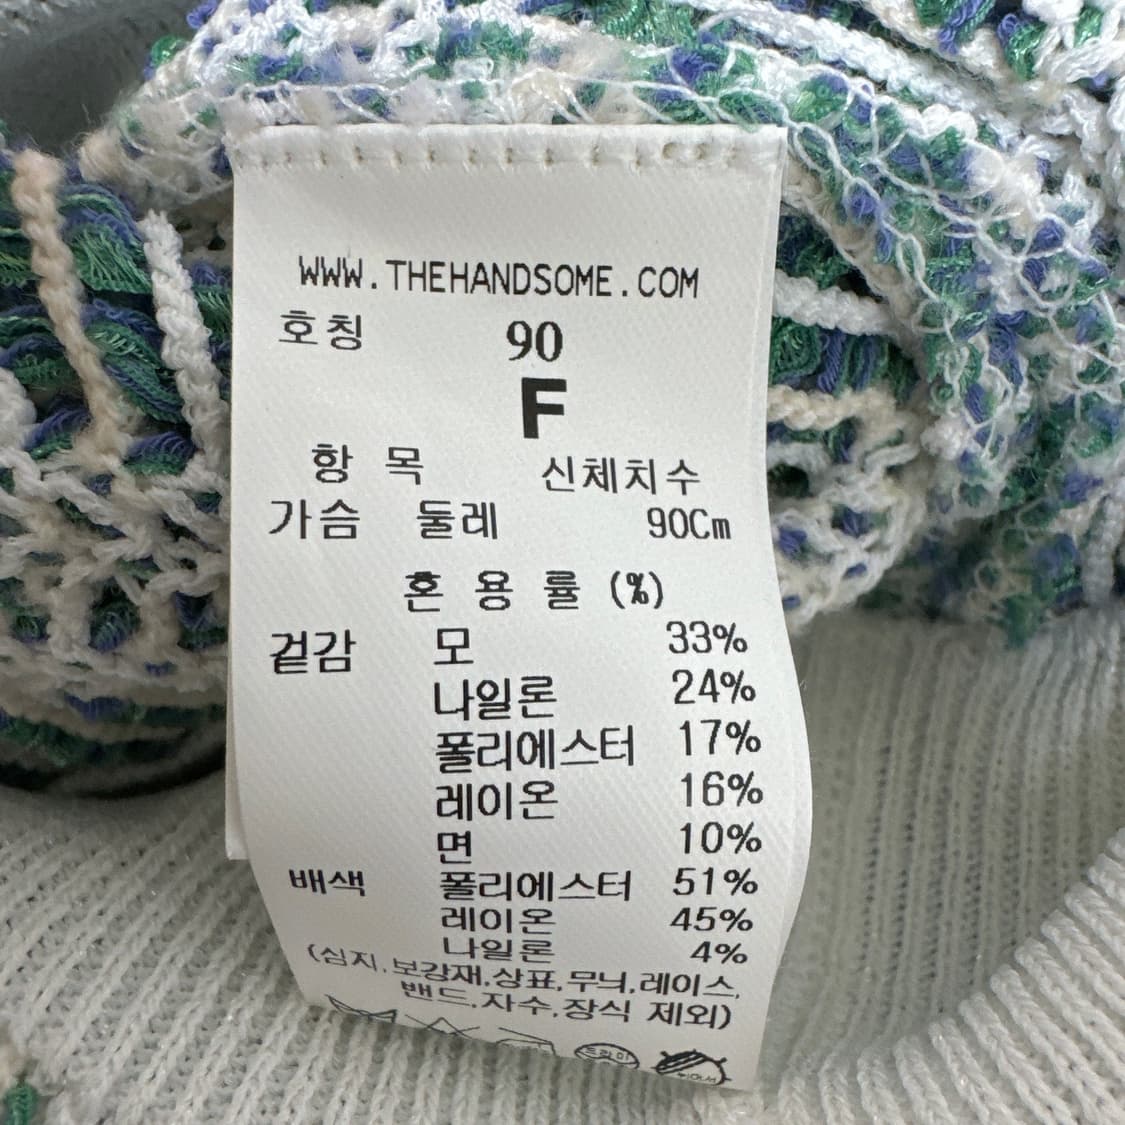 WWW.THEHANDSOME.COM
호칭 90
F
항 목 신체치수
가슴 둘레 90Cm
혼 용 률 (%)
겉감 모 33%
나일론 24%
폴리에스터 17%
레이온 16%
면 10%
배색 폴리에스터 51%
레이온 45%
나일론 4%
(심지,보강재,상표,무늬,레이스,
밴드,자수,장식 제외)
드라이